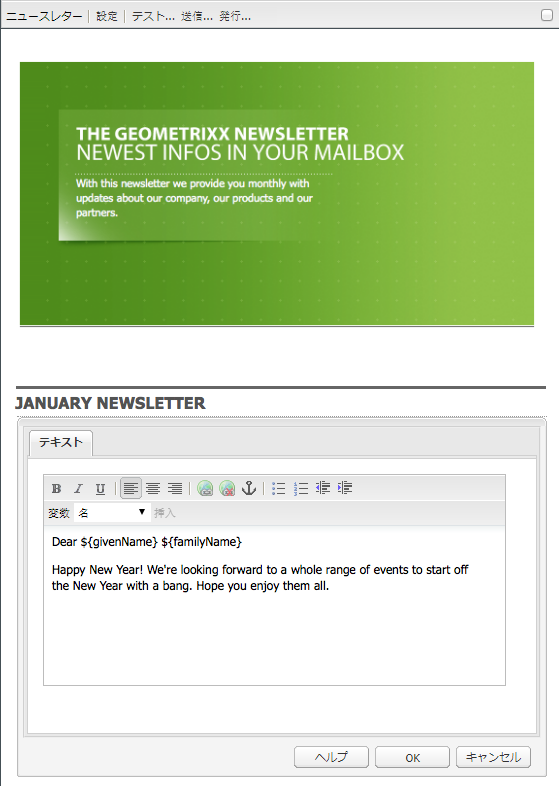 ニュースレター 設定 テスト... 送信... 発行...
THE GEOMETRIXX NEWSLETTER
NEWEST INFOS IN YOUR MAILBOX
With this newsletter we provide you monthly with
updates about our company, our products and our
partners.
JANUARY NEWSLETTER
テキスト
B I U
変数 名 挿入
Dear ${givenName} ${familyName}
Happy New Year! We're looking forward to a whole range of events to start off
the New Year with a bang. Hope you enjoy them all.
ヘルプ OK キャンセル